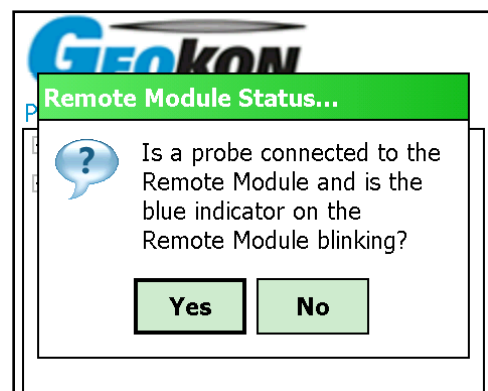 GEOKON
P
Remote Module Status...
Is a probe connected to the
Remote Module and is the
blue indicator on the
Remote Module blinking?
Yes
No